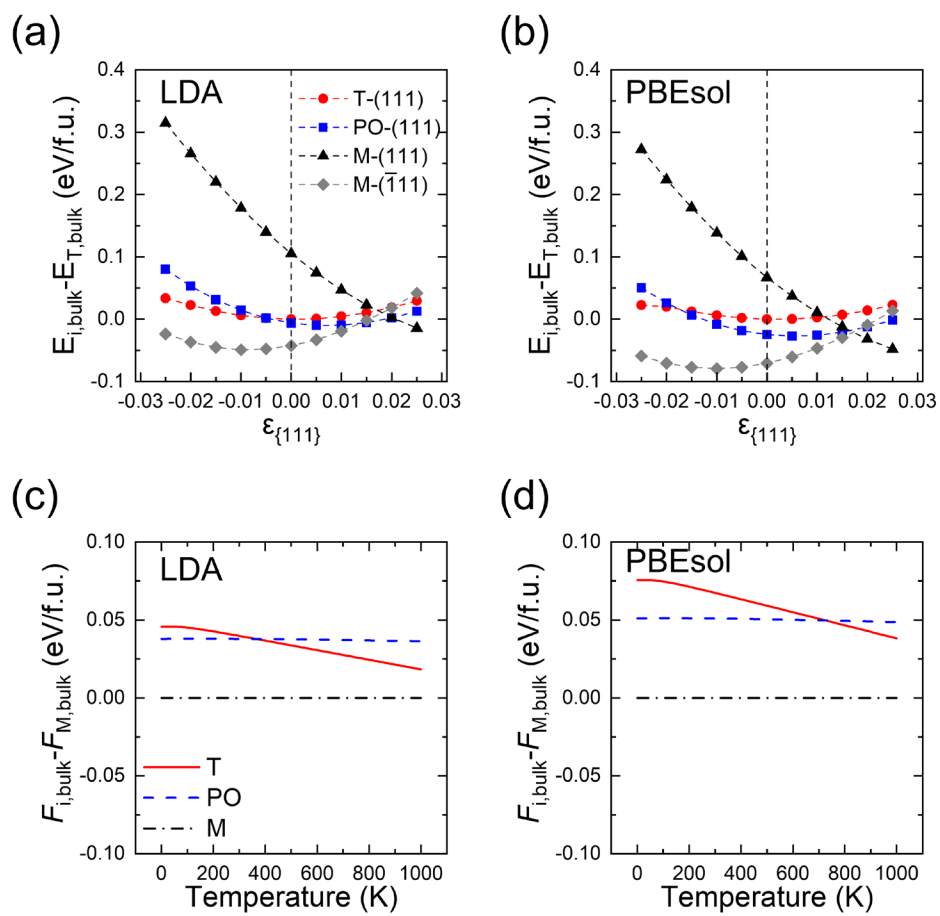 (a)
(b)
LDA
T-(111)
PO-(111)
M-(111)
M-(1̅11)
PBEsol
E_i,bulk-E_T,bulk (eV/f.u.)
0.4
0.3
0.2
0.1
0.0
-0.1
-0.03 -0.02 -0.01 0.00 0.01 0.02 0.03
ε_{111}
E_i,bulk-E_T,bulk (eV/f.u.)
0.4
0.3
0.2
0.1
0.0
-0.1
-0.03 -0.02 -0.01 0.00 0.01 0.02 0.03
ε_{111}
(c)
(d)
LDA
T
PO
M
PBEsol
F_i,bulk-F_M,bulk (eV/f.u.)
0.10
0.05
0.00
-0.05
-0.10
0 200 400 600 800 1000
Temperature (K)
F_i,bulk-F_M,bulk (eV/f.u.)
0.10
0.05
0.00
-0.05
-0.10
0 200 400 600 800 1000
Temperature (K)